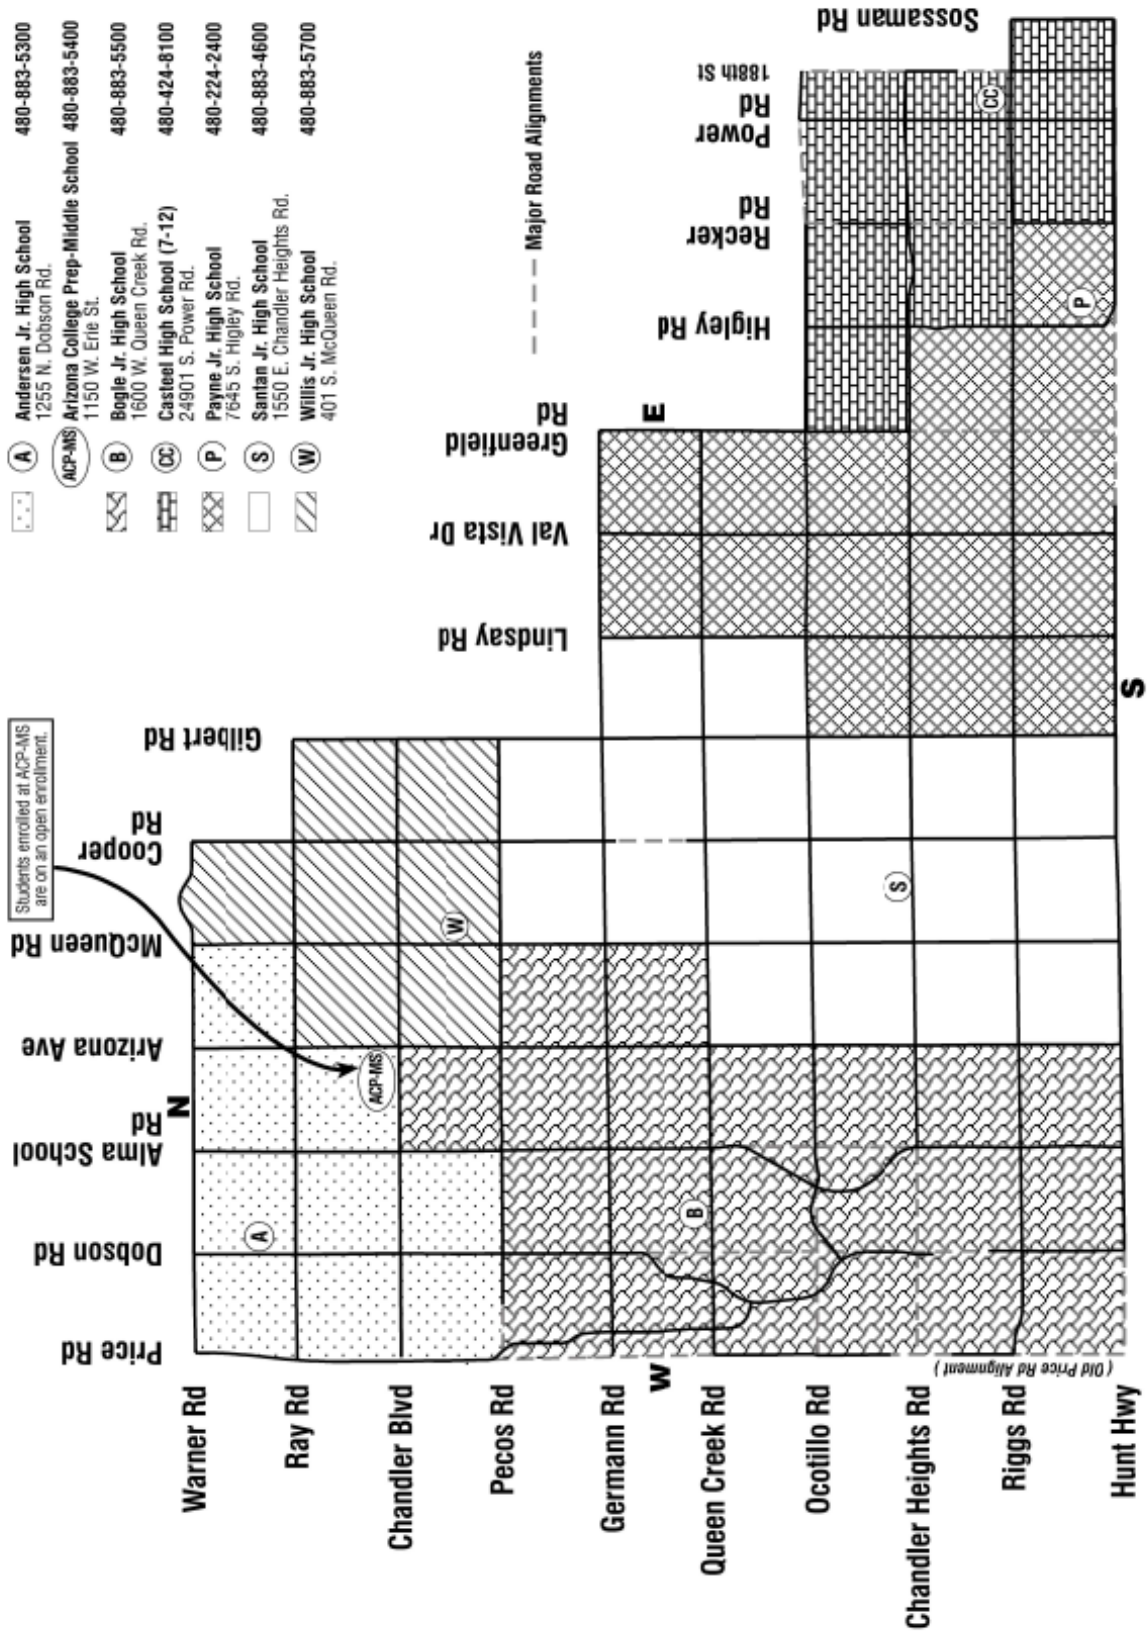 A Andersen Jr. High School 480-883-5300
1255 N. Dobson Rd.
ACP-MS Arizona College Prep-Middle School 480-883-5400
1150 W. Erie St.
B Bogle Jr. High School 480-883-5500
1600 W. Queen Creek Rd.
CC Casteel High School (7-12) 480-424-8100
24901 S. Power Rd.
P Payne Jr. High School 480-224-2400
7645 S. Higley Rd.
S Santan Jr. High School 480-883-4600
1550 E. Chandler Heights Rd.
W Willis Jr. High School 480-883-5700
401 S. McQueen Rd.
Major Road Alignments
Students enrolled at ACP-MS
are on an open enrollment.
Price Rd
Dobson Rd
Alma School
Rd
Arizona Ave
McQueen Rd
Cooper
Rd
Gilbert Rd
Lindsay Rd
Val Vista Dr
Greenfield
Rd
Higley Rd
Recker
Rd
Power
Rd
188th St
Sossaman Rd
Warner Rd
Ray Rd
Chandler Blvd
Pecos Rd
Germann Rd
Queen Creek Rd
Ocotillo Rd
Chandler Heights Rd
Riggs Rd
Hunt Hwy
( Old Price Rd Alignment )
N
E
S
W
A
ACP-MS
W
B
S
P
CC